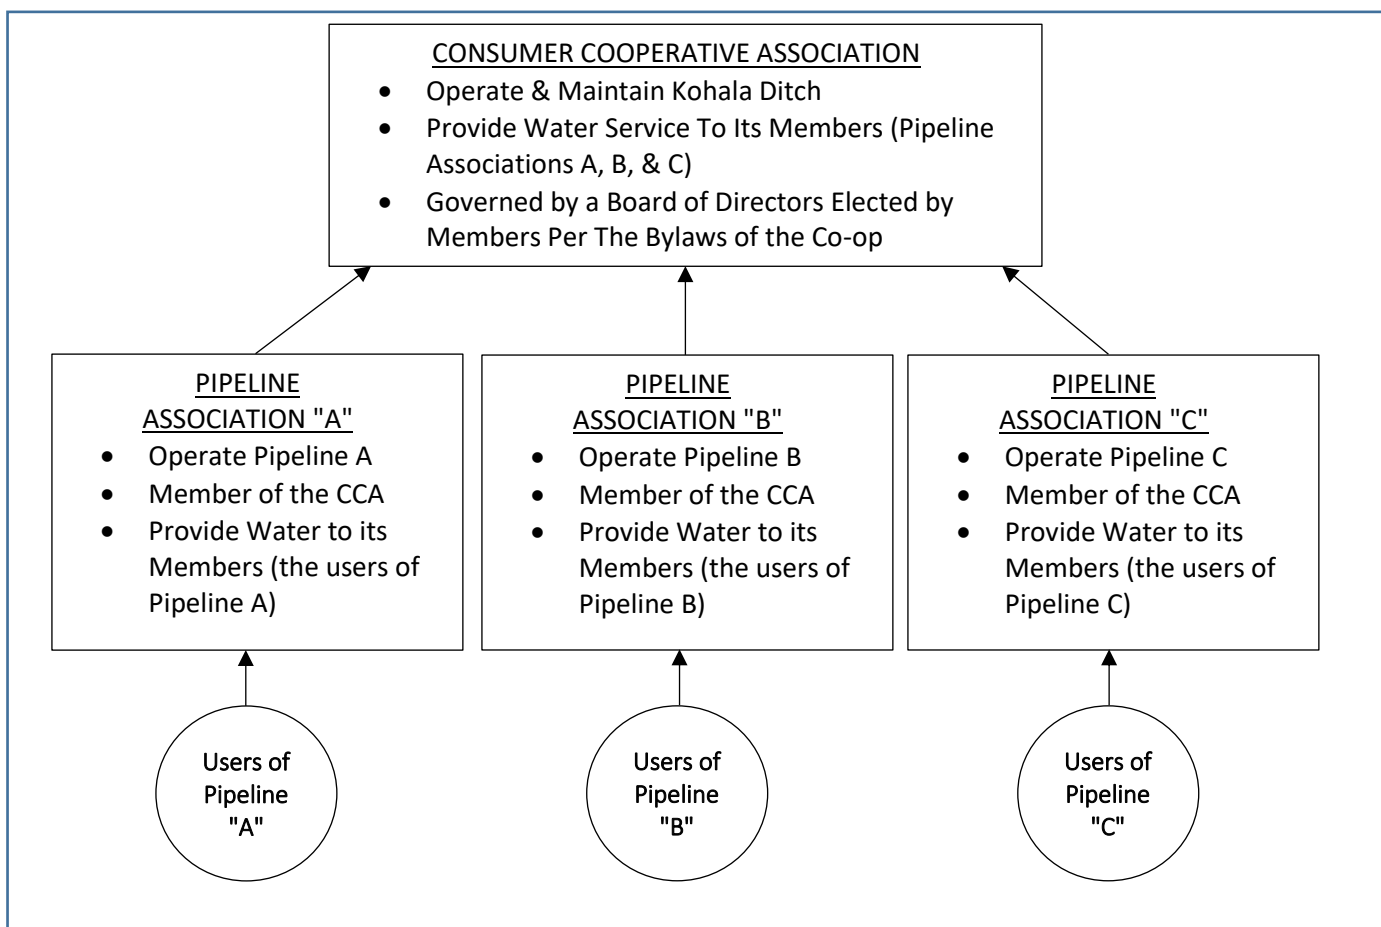 CONSUMER COOPERATIVE ASSOCIATION
• Operate & Maintain Kohala Ditch
• Provide Water Service To Its Members (Pipeline
Associations A, B, & C)
• Governed by a Board of Directors Elected by
Members Per The Bylaws of the Co-op
PIPELINE
ASSOCIATION "A"
• Operate Pipeline A
• Member of the CCA
• Provide Water to its
Members (the users of
Pipeline A)
PIPELINE
ASSOCIATION "B"
• Operate Pipeline B
• Member of the CCA
• Provide Water to its
Members (the users of
Pipeline B)
PIPELINE
ASSOCIATION "C"
• Operate Pipeline C
• Member of the CCA
• Provide Water to its
Members (the users of
Pipeline C)
Users of
Pipeline
"A"
Users of
Pipeline
"B"
Users of
Pipeline
"C"